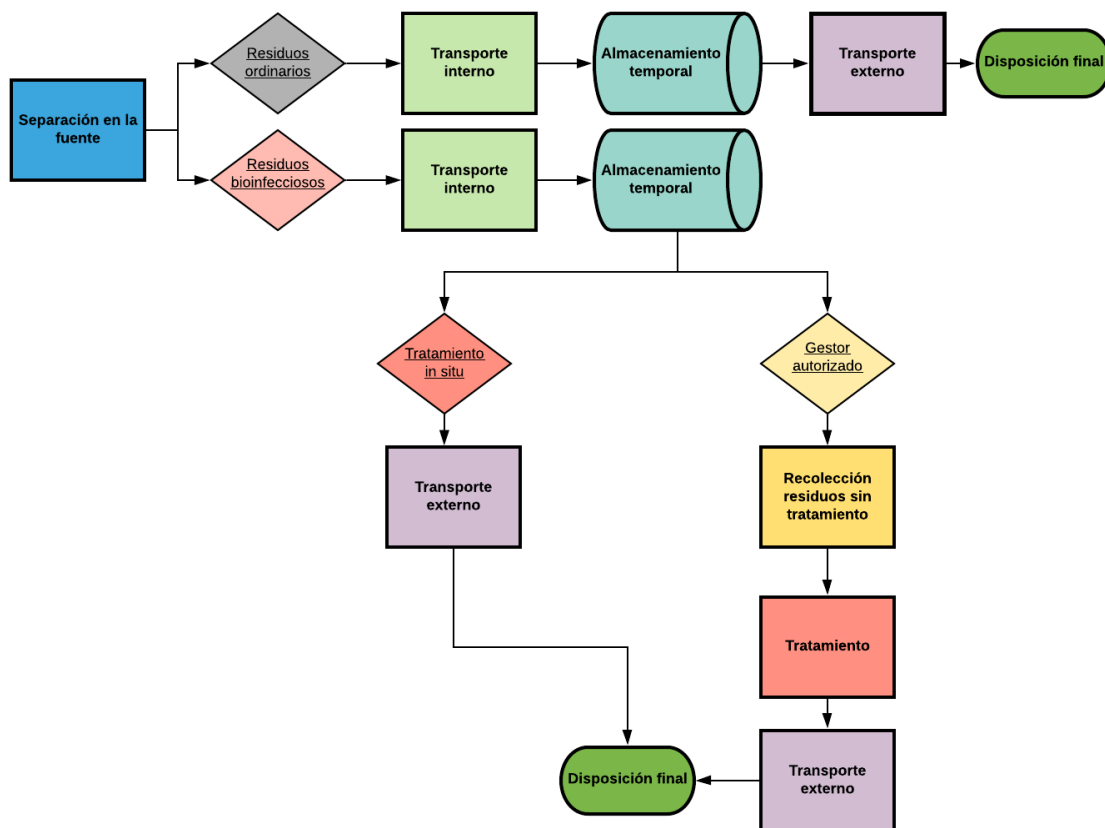 Separación en la
fuente
Residuos
ordinarios
Transporte
interno
Almacenamiento
temporal
Transporte
externo
Disposición final
Residuos
bioinfecciosos
Transporte
interno
Almacenamiento
temporal
Tratamiento
in situ
Gestor
autorizado
Transporte
externo
Recolección
residuos sin
tratamiento
Tratamiento
Disposición final
Transporte
externo